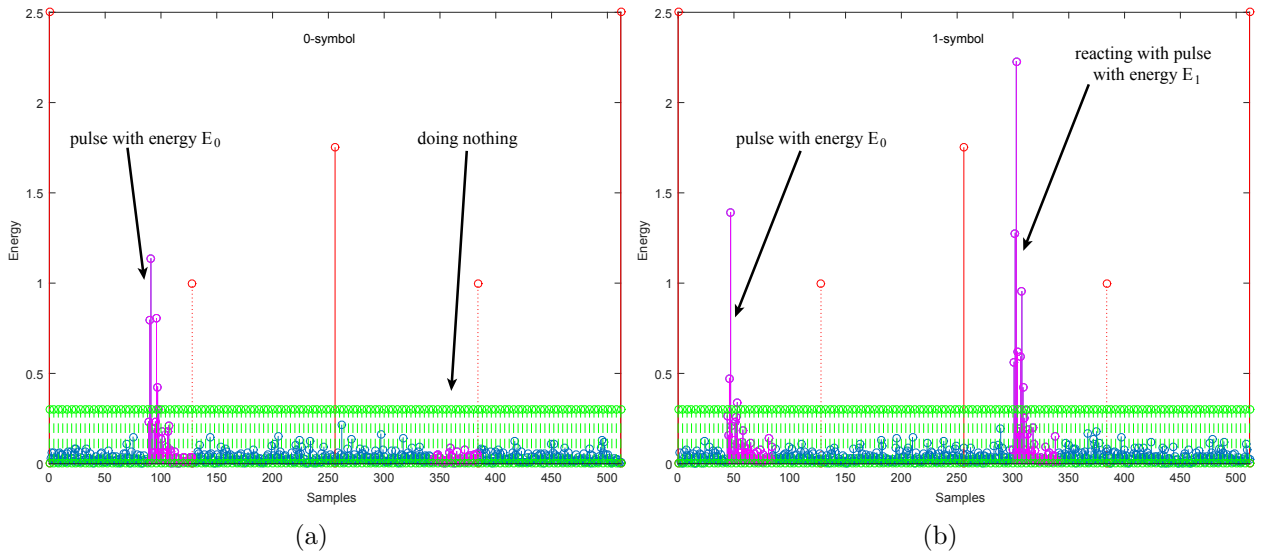 2.5
2
1.5
1
0.5
0
Energy
0-symbol
pulse with energy E₀
doing nothing
0 50 100 150 200 250 300 350 400 450 500
Samples
(a)
2.5
2
1.5
1
0.5
0
Energy
1-symbol
reacting with pulse
with energy E₁
pulse with energy E₀
0 50 100 150 200 250 300 350 400 450 500
Samples
(b)